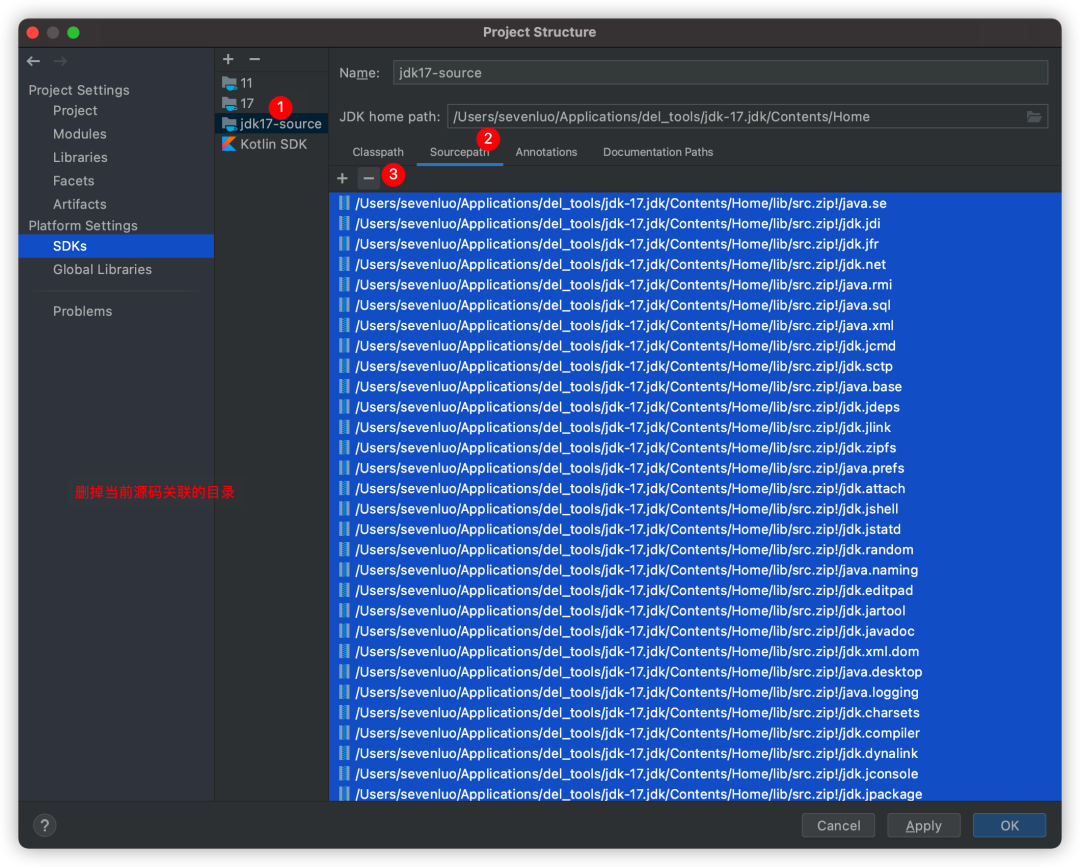 Project Structure
Project Settings
Project
Modules
Libraries
Facets
Artifacts
Platform Settings
SDKs
Global Libraries
Problems
删掉当前源码关联的目录
11
17
1
jdk17-source
Kotlin SDK
Name: jdk17-source
JDK home path: /Users/sevenluo/Applications/del_tools/jdk-17.jdk/Contents/Home
2
Classpath Sourcepath Annotations Documentation Paths
+ − 3
/Users/sevenluo/Applications/del_tools/jdk-17.jdk/Contents/Home/lib/src.zip!/java.se
/Users/sevenluo/Applications/del_tools/jdk-17.jdk/Contents/Home/lib/src.zip!/jdk.jdi
/Users/sevenluo/Applications/del_tools/jdk-17.jdk/Contents/Home/lib/src.zip!/jdk.jfr
/Users/sevenluo/Applications/del_tools/jdk-17.jdk/Contents/Home/lib/src.zip!/jdk.net
/Users/sevenluo/Applications/del_tools/jdk-17.jdk/Contents/Home/lib/src.zip!/java.rmi
/Users/sevenluo/Applications/del_tools/jdk-17.jdk/Contents/Home/lib/src.zip!/java.sql
/Users/sevenluo/Applications/del_tools/jdk-17.jdk/Contents/Home/lib/src.zip!/java.xml
/Users/sevenluo/Applications/del_tools/jdk-17.jdk/Contents/Home/lib/src.zip!/jdk.jcmd
/Users/sevenluo/Applications/del_tools/jdk-17.jdk/Contents/Home/lib/src.zip!/jdk.sctp
/Users/sevenluo/Applications/del_tools/jdk-17.jdk/Contents/Home/lib/src.zip!/java.base
/Users/sevenluo/Applications/del_tools/jdk-17.jdk/Contents/Home/lib/src.zip!/jdk.jdeps
/Users/sevenluo/Applications/del_tools/jdk-17.jdk/Contents/Home/lib/src.zip!/jdk.jlink
/Users/sevenluo/Applications/del_tools/jdk-17.jdk/Contents/Home/lib/src.zip!/jdk.zipfs
/Users/sevenluo/Applications/del_tools/jdk-17.jdk/Contents/Home/lib/src.zip!/java.prefs
/Users/sevenluo/Applications/del_tools/jdk-17.jdk/Contents/Home/lib/src.zip!/jdk.attach
/Users/sevenluo/Applications/del_tools/jdk-17.jdk/Contents/Home/lib/src.zip!/jdk.jshell
/Users/sevenluo/Applications/del_tools/jdk-17.jdk/Contents/Home/lib/src.zip!/jdk.jstatd
/Users/sevenluo/Applications/del_tools/jdk-17.jdk/Contents/Home/lib/src.zip!/jdk.random
/Users/sevenluo/Applications/del_tools/jdk-17.jdk/Contents/Home/lib/src.zip!/java.naming
/Users/sevenluo/Applications/del_tools/jdk-17.jdk/Contents/Home/lib/src.zip!/jdk.editpad
/Users/sevenluo/Applications/del_tools/jdk-17.jdk/Contents/Home/lib/src.zip!/jdk.jartool
/Users/sevenluo/Applications/del_tools/jdk-17.jdk/Contents/Home/lib/src.zip!/jdk.javadoc
/Users/sevenluo/Applications/del_tools/jdk-17.jdk/Contents/Home/lib/src.zip!/jdk.xml.dom
/Users/sevenluo/Applications/del_tools/jdk-17.jdk/Contents/Home/lib/src.zip!/java.desktop
/Users/sevenluo/Applications/del_tools/jdk-17.jdk/Contents/Home/lib/src.zip!/java.logging
/Users/sevenluo/Applications/del_tools/jdk-17.jdk/Contents/Home/lib/src.zip!/jdk.charsets
/Users/sevenluo/Applications/del_tools/jdk-17.jdk/Contents/Home/lib/src.zip!/jdk.compiler
/Users/sevenluo/Applications/del_tools/jdk-17.jdk/Contents/Home/lib/src.zip!/jdk.dynalink
/Users/sevenluo/Applications/del_tools/jdk-17.jdk/Contents/Home/lib/src.zip!/jdk.jconsole
/Users/sevenluo/Applications/del_tools/jdk-17.jdk/Contents/Home/lib/src.zip!/jdk.jpackage
? Cancel Apply OK